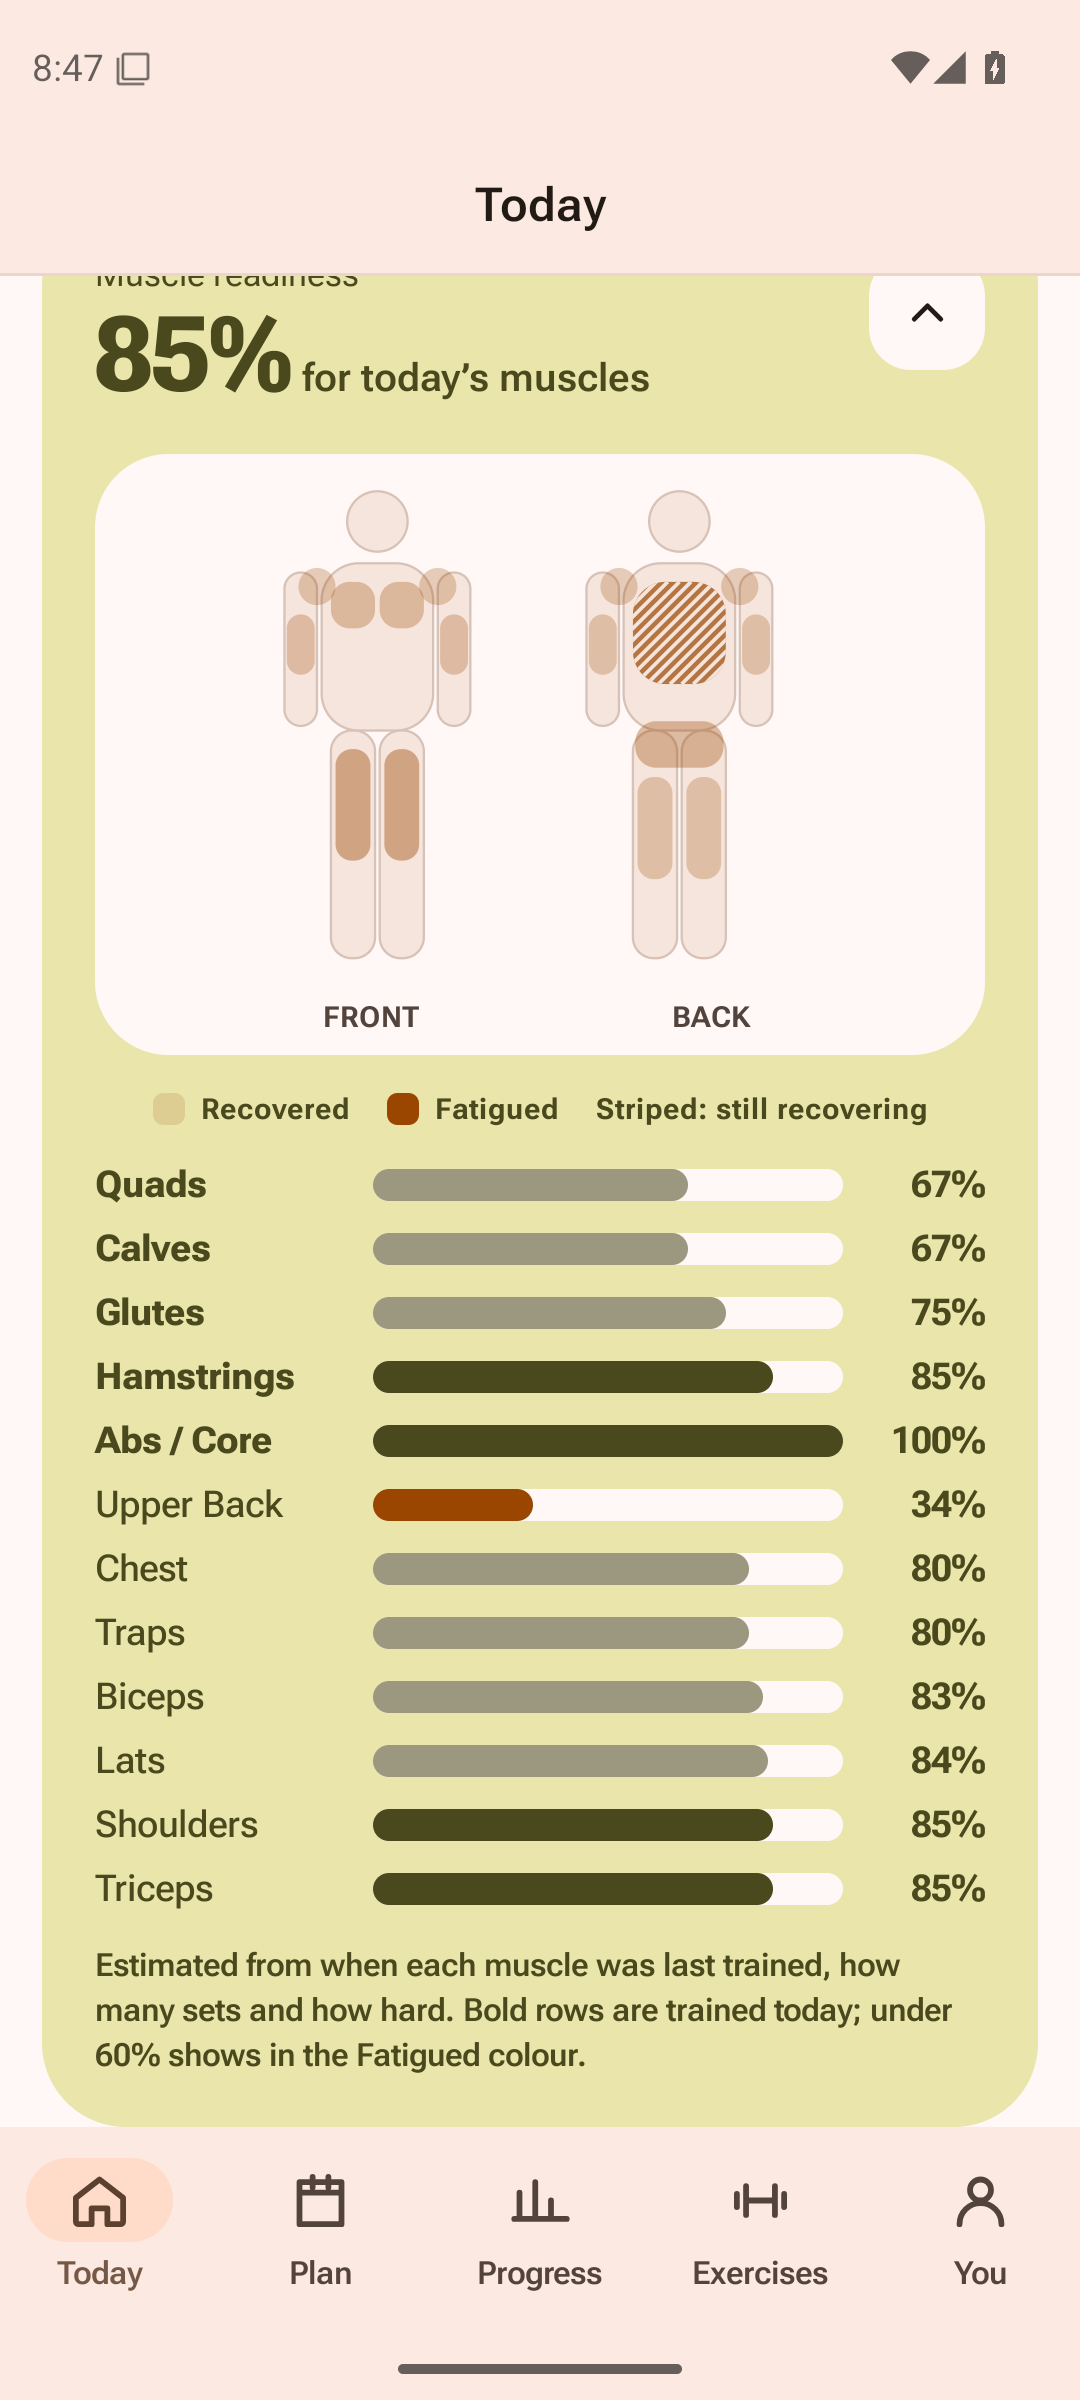 8:47
Today
Muscle readiness
85% for today's muscles
FRONT
BACK
Recovered
Fatigued
Striped: still recovering
Quads 67%
Calves 67%
Glutes 75%
Hamstrings 85%
Abs / Core 100%
Upper Back 34%
Chest 80%
Traps 80%
Biceps 83%
Lats 84%
Shoulders 85%
Triceps 85%
Estimated from when each muscle was last trained, how
many sets and how hard. Bold rows are trained today; under
60% shows in the Fatigued colour.
Today
Plan
Progress
Exercises
You